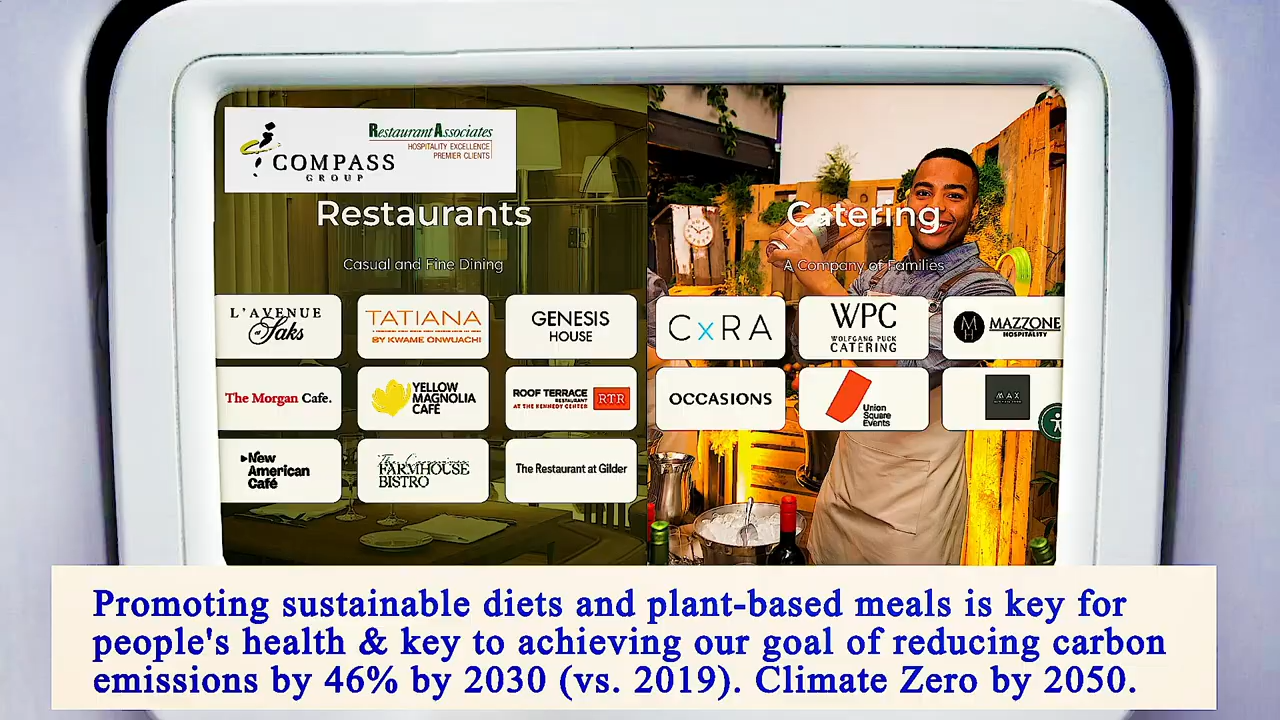 COMPASS
GROUP
Restaurant Associates
HOSPITALITY EXCELLENCE
PREMIER CLIENTS
Restaurants
Casual and Fine Dining
L'AVENUE
Saks
TATIANA
BY KWAME ONWUACHI
GENESIS
HOUSE
The Morgan Cafe.
YELLOW
MAGNOLIA
CAFÉ
ROOF TERRACE
RESTAURANT
AT THE KENNEDY CENTER
RTR
New
American
Café
FARMHOUSE
BISTRO
The Restaurant at Gilder
Catering
A Company of Families
CxRA
WPC
WOLFGANG PUCK
CATERING
MH
MAZZONE
HOSPITALITY
OCCASIONS
Union
Square
Events
MAX
Promoting sustainable diets and plant-based meals is key for
people's health & key to achieving our goal of reducing carbon
emissions by 46% by 2030 (vs. 2019). Climate Zero by 2050.